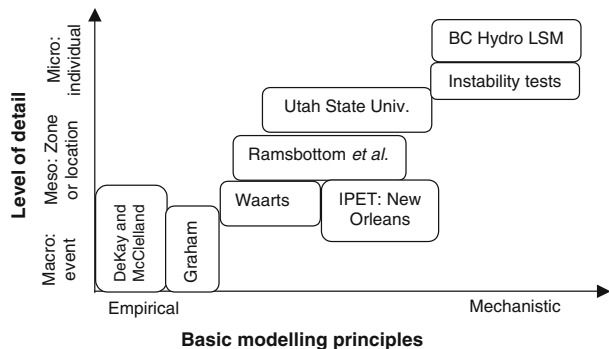 BC Hydro LSM
Instability tests
Utah State Univ.
Ramsbottom et al.
Waarts
IPET: New
Orleans
DeKay and
McClelland
Graham
Level of detail
Micro:
individual
Meso: Zone
or location
Macro:
event
Empirical
Mechanistic
Basic modelling principles